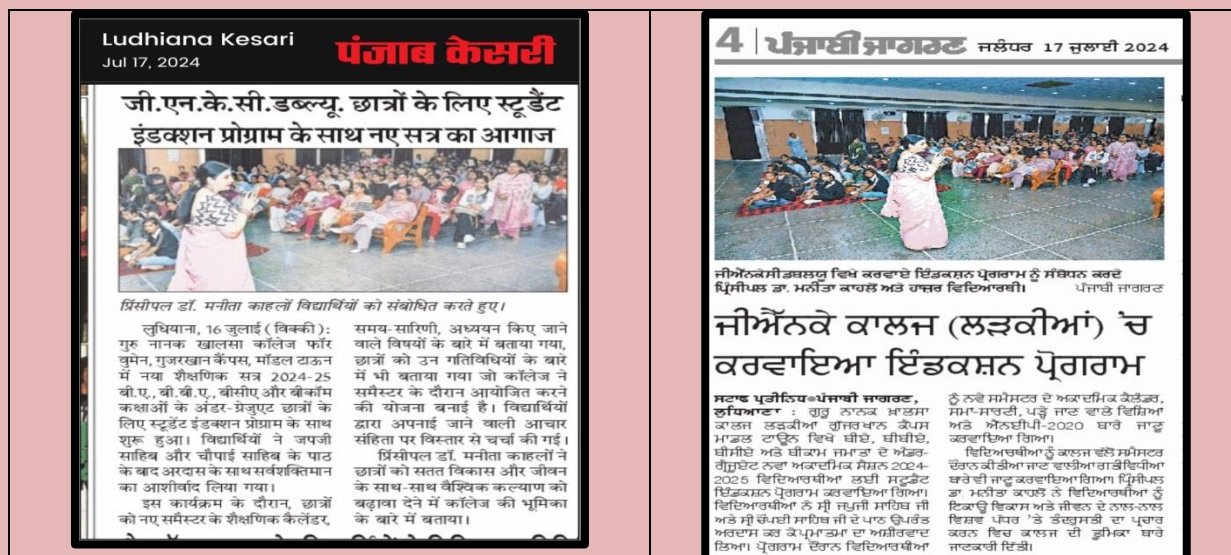 Ludhiana Kesari
Jul 17, 2024
पंजाब केसरी
जी.एन.के.सी.डब्ल्यू. छात्रों के लिए स्टूडैंट
इंडक्शन प्रोग्राम के साथ नए सत्र का आगाज
प्रिंसीपल डॉ. मनीता काहलों विद्यार्थियों को संबोधित करते हुए।
लुधियाना, 16 जुलाई (विक्की):
गुरु नानक खालसा कॉलेज फॉर
वुमेन, गुजरखान कैंपस, मॉडल टाऊन
में नया शैक्षणिक सत्र 2024-25
बी.ए., बी.बी.ए., बीसीए और बीकॉम
कक्षाओं के अंडर-ग्रेजुएट छात्रों के
लिए स्टूडेंट इंडक्शन प्रोग्राम के साथ
शुरू हुआ। विद्यार्थियों ने जपजी
साहिब और चौपाई साहिब के पाठ
के बाद अरदास के साथ सर्वशक्तिमान
का आशीर्वाद लिया गया।
इस कार्यक्रम के दौरान, छात्रों
को नए समैस्टर के शैक्षणिक कैलेंडर,
समय-सारिणी, अध्ययन किए जाने
वाले विषयों के बारे में बताया गया,
छात्रों को उन गतिविधियों के बारे
में भी बताया गया जो कॉलेज ने
समैस्टर के दौरान आयोजित करने
की योजना बनाई है। विद्यार्थियों
द्वारा अपनाई जाने वाली आचार
संहिता पर विस्तार से चर्चा की गई।
प्रिंसीपल डॉ. मनीता काहलों ने
छात्रों को सतत विकास और जीवन
के साथ-साथ वैश्विक कल्याण को
बढ़ावा देने में कॉलेज की भूमिका
के बारे में बताया।
4 ਪੰਜਾਬੀ ਜਾਗਰਣ ਜਲੰਧਰ 17 ਜੁਲਾਈ 2024
ਜੀਐੱਨਕੇਸੀਡਬਲਯੂ ਵਿਖੇ ਕਰਵਾਏ ਇੰਡਕਸ਼ਨ ਪ੍ਰੋਗਰਾਮ ਨੂੰ ਸੰਬੋਧਨ ਕਰਦੇ
ਪ੍ਰਿੰਸੀਪਲ ਡਾ. ਮਨੀਤਾ ਕਾਹਲੋਂ ਅਤੇ ਹਾਜ਼ਰ ਵਿਦਿਆਰਥੀ। ਪੰਜਾਬੀ ਜਾਗਰਣ
ਜੀਐੱਨਕੇ ਕਾਲਜ (ਲੜਕੀਆਂ) 'ਚ
ਕਰਵਾਇਆ ਇੰਡਕਸ਼ਨ ਪ੍ਰੋਗਰਾਮ
ਸਟਾਫ ਪ੍ਰਤੀਨਿਧ•ਪੰਜਾਬੀ ਜਾਗਰਣ,
ਲੁਧਿਆਣਾ : ਗੁਰੂ ਨਾਨਕ ਖ਼ਾਲਸਾ
ਕਾਲਜ ਲੜਕੀਆਂ ਗੁੱਜਰਖਾਨ ਕੈਂਪਸ
ਮਾਡਲ ਟਾਊਨ ਵਿਖੇ ਬੀਏ, ਬੀਬੀਏ,
ਬੀਸੀਏ ਅਤੇ ਬੀਕਾਮ ਜਮਾਤਾਂ ਦੇ ਅੰਡਰ-
ਗ੍ਰੈਜੂਏਟ ਨਵਾਂ ਅਕਾਦਮਿਕ ਸੈਸ਼ਨ 2024-
2025 ਵਿਦਿਆਰਥੀਆਂ ਲਈ ਸਟੂਡੈਂਟ
ਇੰਡਕਸ਼ਨ ਪ੍ਰੋਗਰਾਮ ਕਰਵਾਇਆ ਗਿਆ।
ਵਿਦਿਆਰਥੀਆਂ ਨੇ ਸ੍ਰੀ ਜਪੁਜੀ ਸਾਹਿਬ ਜੀ
ਅਤੇ ਸ੍ਰੀ ਚੌਪਈ ਸਾਹਿਬ ਜੀ ਦੇ ਪਾਠ ਉਪਰੰਤ
ਅਰਦਾਸ ਕਰ ਕੇ ਪ੍ਰਮਾਤਮਾ ਦਾ ਅਸ਼ੀਰਵਾਦ
ਲਿਆ। ਪ੍ਰੋਗਰਾਮ ਦੌਰਾਨ ਵਿਦਿਆਰਥੀਆਂ
ਨੂੰ ਨਵੇਂ ਸਮੈਸਟਰ ਦੇ ਅਕਾਦਮਿਕ ਕੈਲੰਡਰ,
ਸਮਾਂ-ਸਾਰਣੀ, ਪੜ੍ਹੇ ਜਾਣ ਵਾਲੇ ਵਿਸ਼ਿਆਂ
ਅਤੇ ਐੱਨਈਪੀ-2020 ਬਾਰੇ ਜਾਣੂ
ਕਰਵਾਇਆ ਗਿਆ।
ਵਿਦਿਆਰਥੀਆਂ ਨੂੰ ਕਾਲਜ ਵੱਲੋਂ ਸਮੈਸਟਰ
ਦੌਰਾਨ ਕੀਤੀਆਂ ਜਾਣ ਵਾਲੀਆਂ ਗਤੀਵਿਧੀਆਂ
ਬਾਰੇ ਵੀ ਜਾਣੂ ਕਰਵਾਇਆ ਗਿਆ। ਪ੍ਰਿੰਸੀਪਲ
ਡਾ. ਮਨੀਤਾ ਕਾਹਲੋਂ ਨੇ ਵਿਦਿਆਰਥੀਆਂ ਨੂੰ
ਟਿਕਾਊ ਵਿਕਾਸ ਅਤੇ ਜੀਵਨ ਦੇ ਨਾਲ-ਨਾਲ
ਵਿਸ਼ਵ ਪੱਧਰ 'ਤੇ ਤੰਦਰੁਸਤੀ ਦਾ ਪ੍ਰਚਾਰ
ਕਰਨ ਵਿਚ ਕਾਲਜ ਦੀ ਭੂਮਿਕਾ ਬਾਰੇ
ਜਾਣਕਾਰੀ ਦਿੱਤੀ।